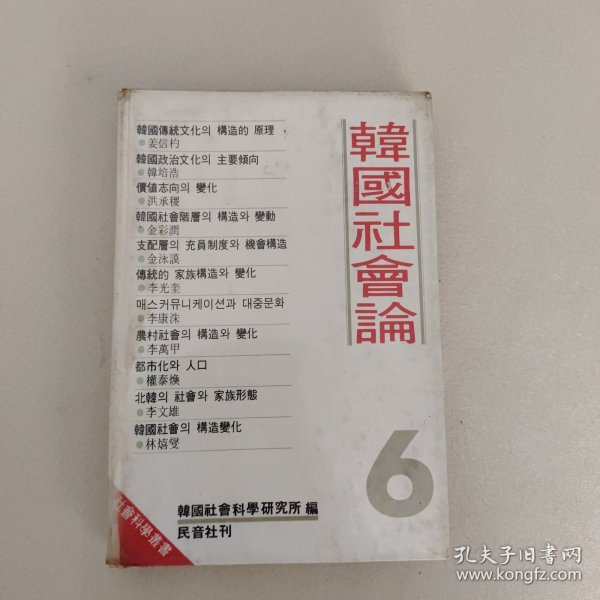 韓國社會論
韓國傳統文化의 構造的 原理
姜信杓
韓國政治文化의 主要傾向
韓培浩
價値志向의 變化
洪承稷
韓國社會階層의 構造와 變動
金彩潤
支配層의 充員制度와 機會構造
金泳謨
傳統的 家族構造와 變化
李光奎
매스커뮤니케이션과 대중문화
李康洙
農村社會의 構造와 變化
李萬甲
都市化와 人口
權泰煥
北韓의 社會와 家族形態
李文雄
韓國社會의 構造變化
林熺燮
6
社會科學叢書
韓國社會科學研究所 編
民音社刊
孔夫子旧书网
www.kongfz.com